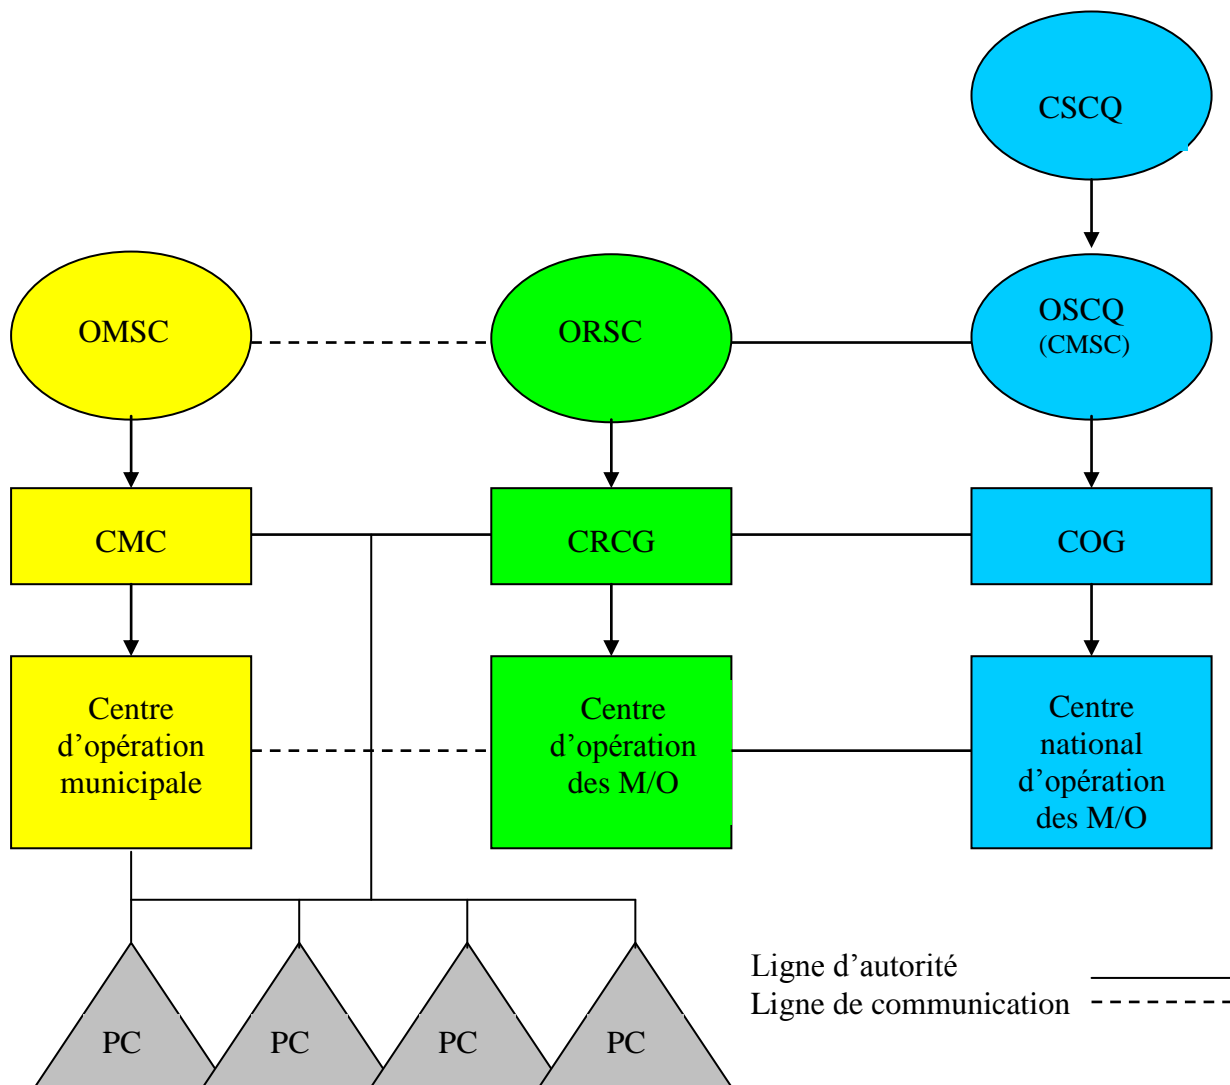 CSCQ
OMSC
ORSC
OSCQ
(CMSC)
CMC
CRCG
COG
Centre
d’opération
municipale
Centre
d’opération
des M/O
Centre
national
d’opération
des M/O
Ligne d’autorité
Ligne de communication
PC
PC
PC
PC